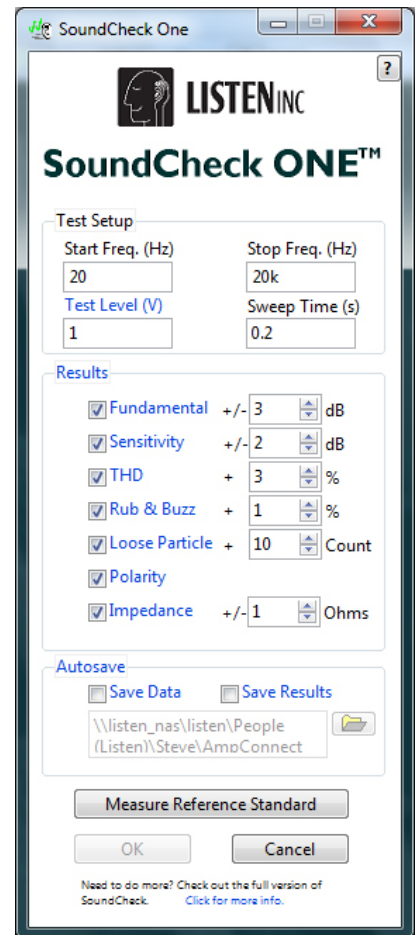 SoundCheck One
?
LISTENINC
SoundCheck ONE™
Test Setup
Start Freq. (Hz) Stop Freq. (Hz)
20 20k
Test Level (V) Sweep Time (s)
1 0.2
Results
Fundamental +/- 3 dB
Sensitivity +/- 2 dB
THD + 3 %
Rub & Buzz + 1 %
Loose Particle + 10 Count
Polarity
Impedance +/- 1 Ohms
Autosave
Save Data Save Results
\\listen_nas\listen\People
(Listen)\Steve\AmpConnect
Measure Reference Standard
OK Cancel
Need to do more? Check out the full version of
SoundCheck. Click for more info.